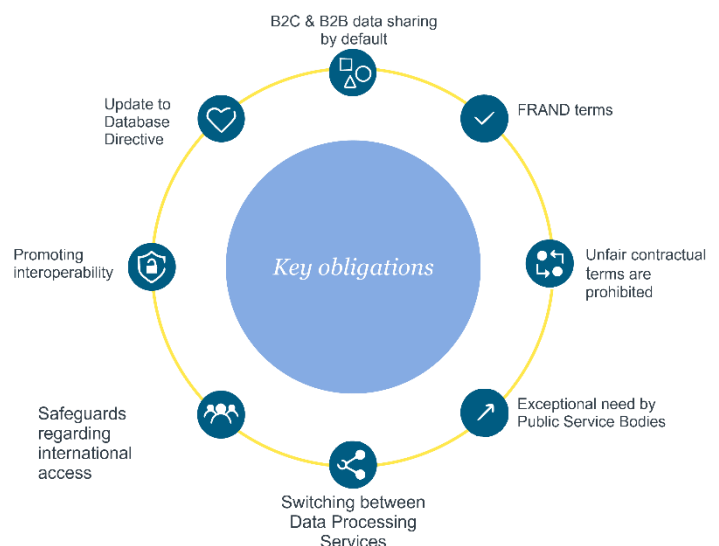 B2C & B2B data sharing
by default
FRAND terms
Unfair contractual
terms are
prohibited
Exceptional need by
Public Service Bodies
Switching between
Data Processing
Services
Safeguards
regarding
international
access
Promoting
interoperability
Update to
Database
Directive
Key obligations